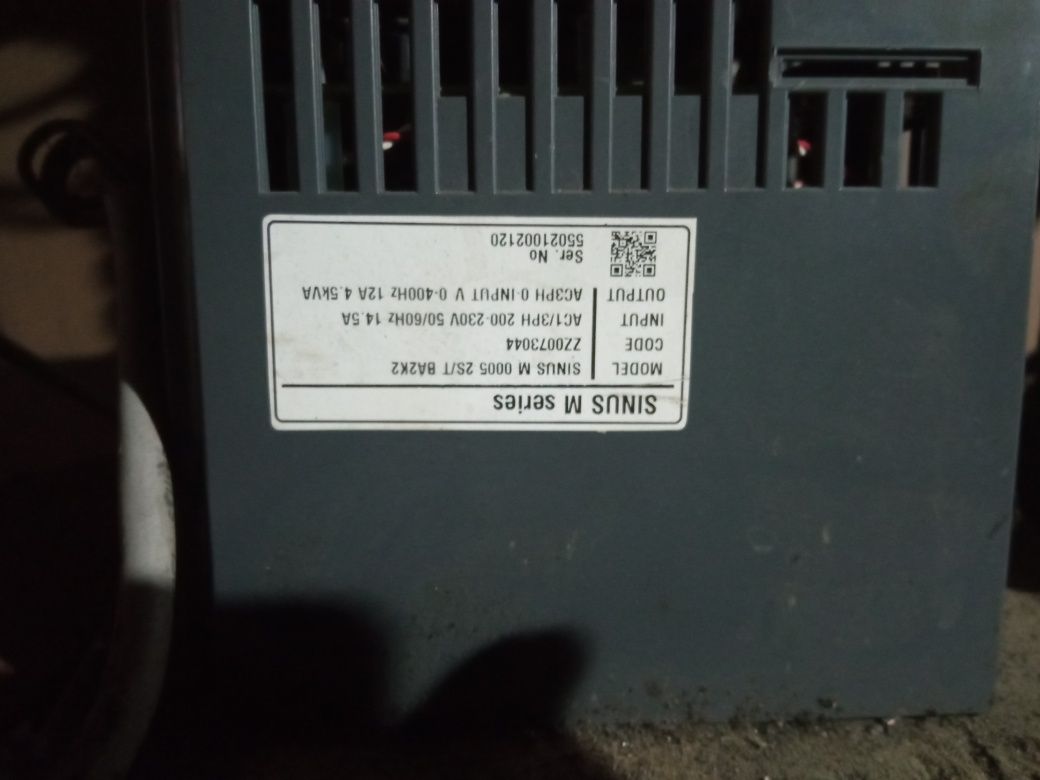 SINUS M series
MODEL SINUS M 0005 2S/T BA2K2
CODE ZZ0073044
INPUT AC1/3PH 200-230V 50/60Hz 14.5A
OUTPUT AC3PH 0-INPUT V 0-400Hz 12A 4.5kVA
Ser. No
55021002120